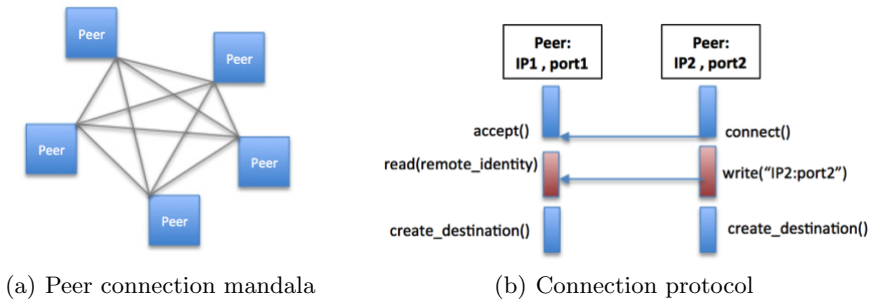 Peer
Peer
Peer
Peer
Peer
(a) Peer connection mandala
Peer:
IP1 , port1
Peer:
IP2 , port2
accept()
connect()
read(remote_identity)
write(“IP2:port2”)
create_destination()
create_destination()
(b) Connection protocol